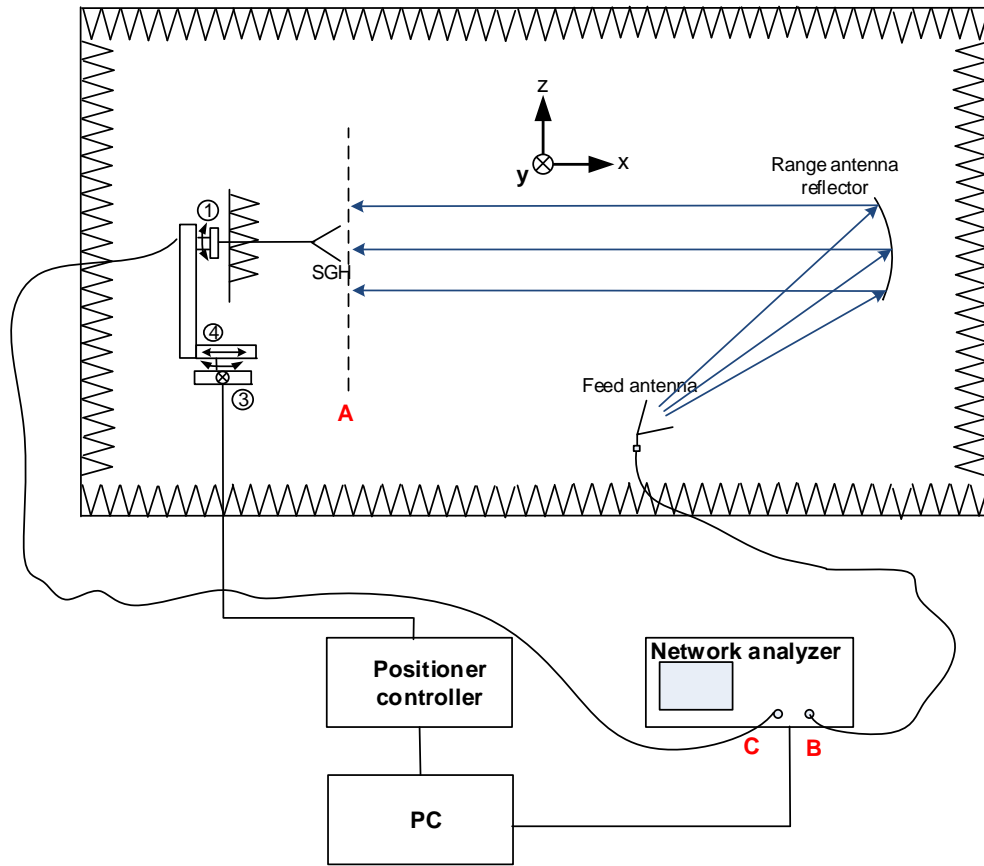 z
y
x
Range antenna
reflector
①
SGH
④
③
A
Feed antenna
Positioner
controller
Network analyzer
C
B
PC